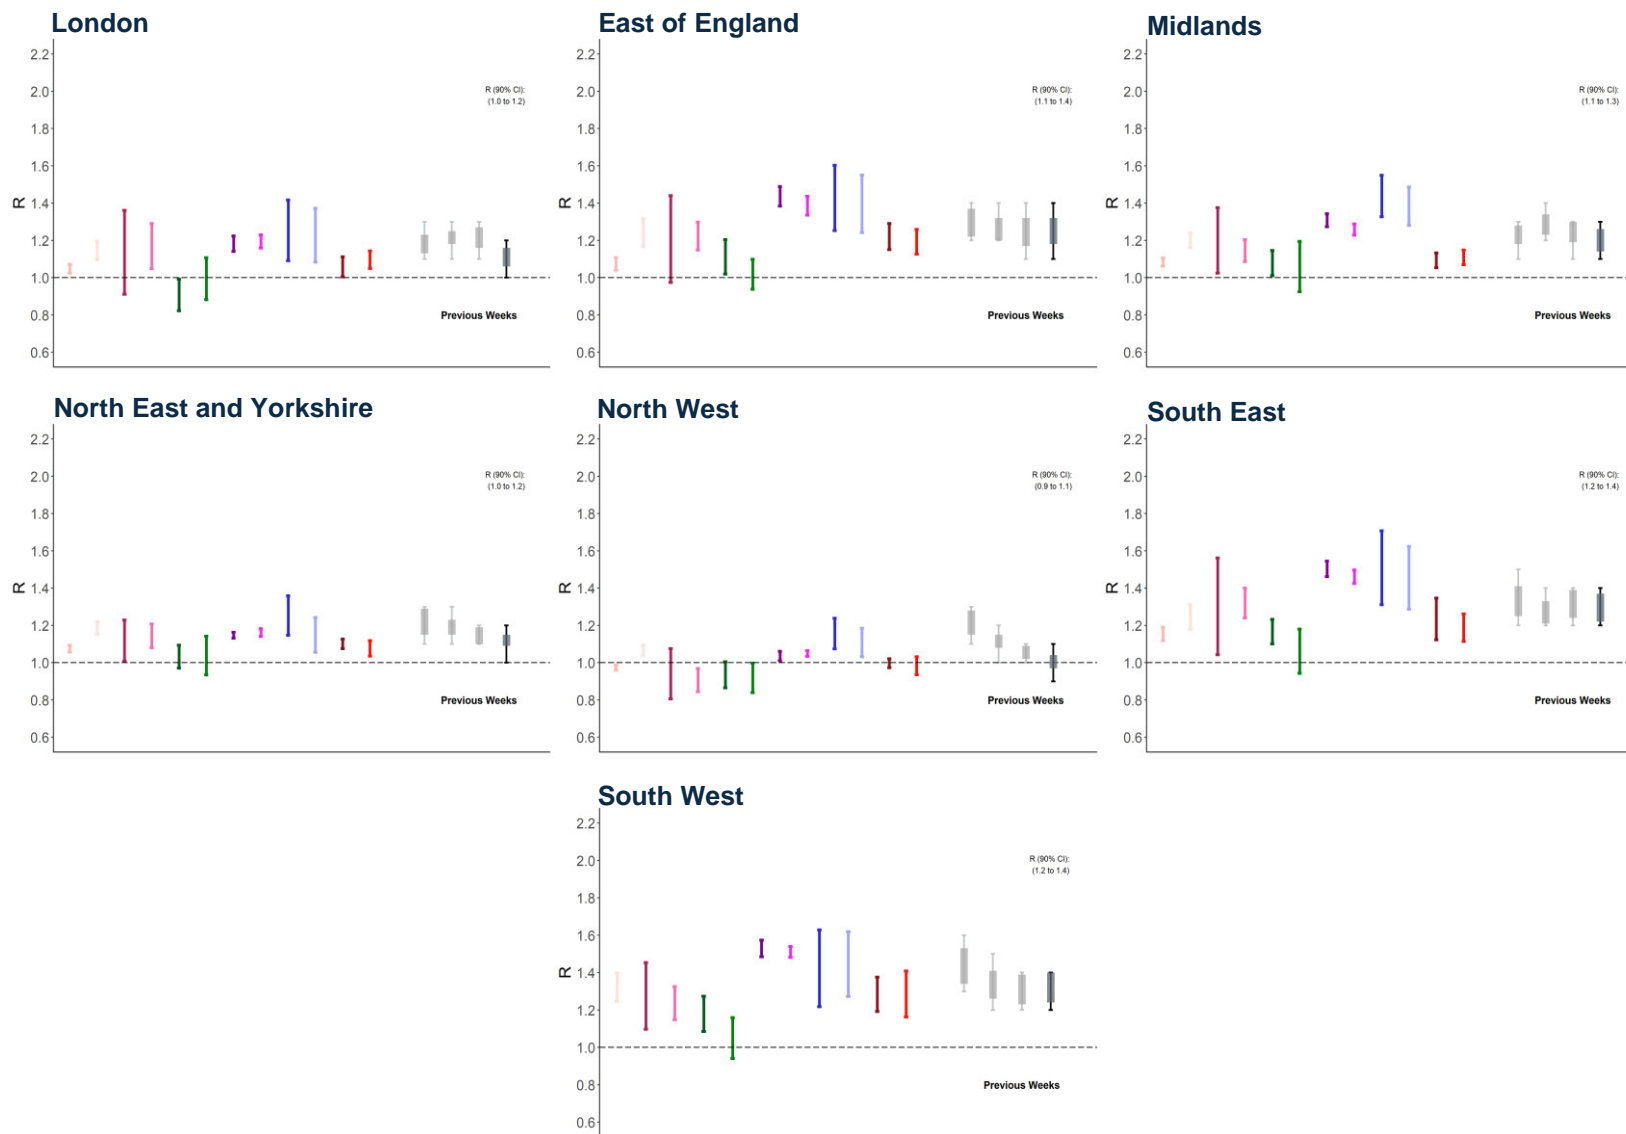 London
2.2
2.0
1.8
1.6
1.4
1.2
1.0
0.8
0.6
R
R (90% CI):
(1.0 to 1.2)
Previous Weeks
East of England
2.2
2.0
1.8
1.6
1.4
1.2
1.0
0.8
0.6
R
R (90% CI):
(1.1 to 1.4)
Previous Weeks
Midlands
2.2
2.0
1.8
1.6
1.4
1.2
1.0
0.8
0.6
R
R (90% CI):
(1.1 to 1.3)
Previous Weeks
North East and Yorkshire
2.2
2.0
1.8
1.6
1.4
1.2
1.0
0.8
0.6
R
R (90% CI):
(1.0 to 1.2)
Previous Weeks
North West
2.2
2.0
1.8
1.6
1.4
1.2
1.0
0.8
0.6
R
R (90% CI):
(0.9 to 1.1)
Previous Weeks
South East
2.2
2.0
1.8
1.6
1.4
1.2
1.0
0.8
0.6
R
R (90% CI):
(1.2 to 1.4)
Previous Weeks
South West
2.2
2.0
1.8
1.6
1.4
1.2
1.0
0.8
0.6
R
R (90% CI):
(1.2 to 1.4)
Previous Weeks